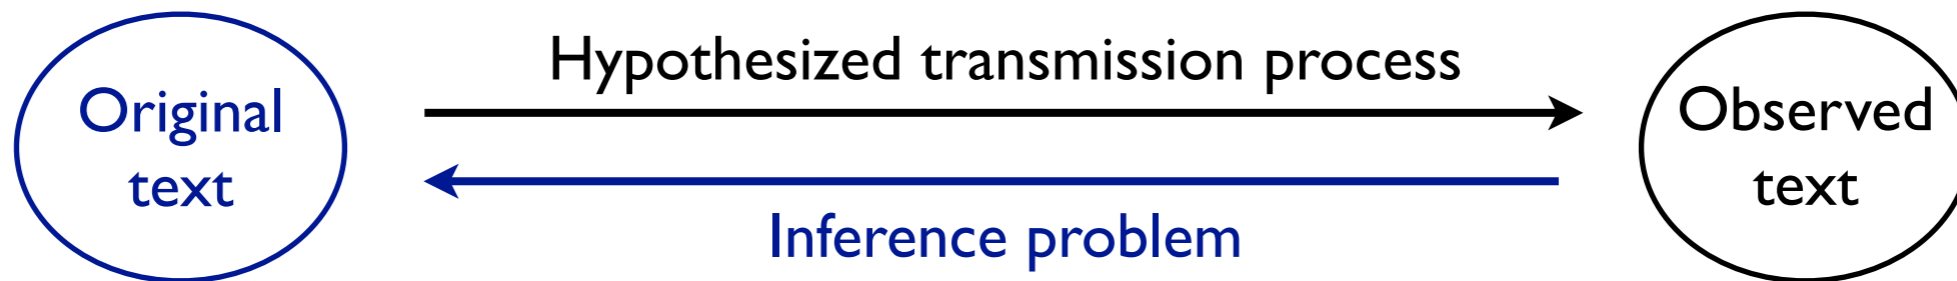 Original
text
Hypothesized transmission process
Inference problem
Observed
text